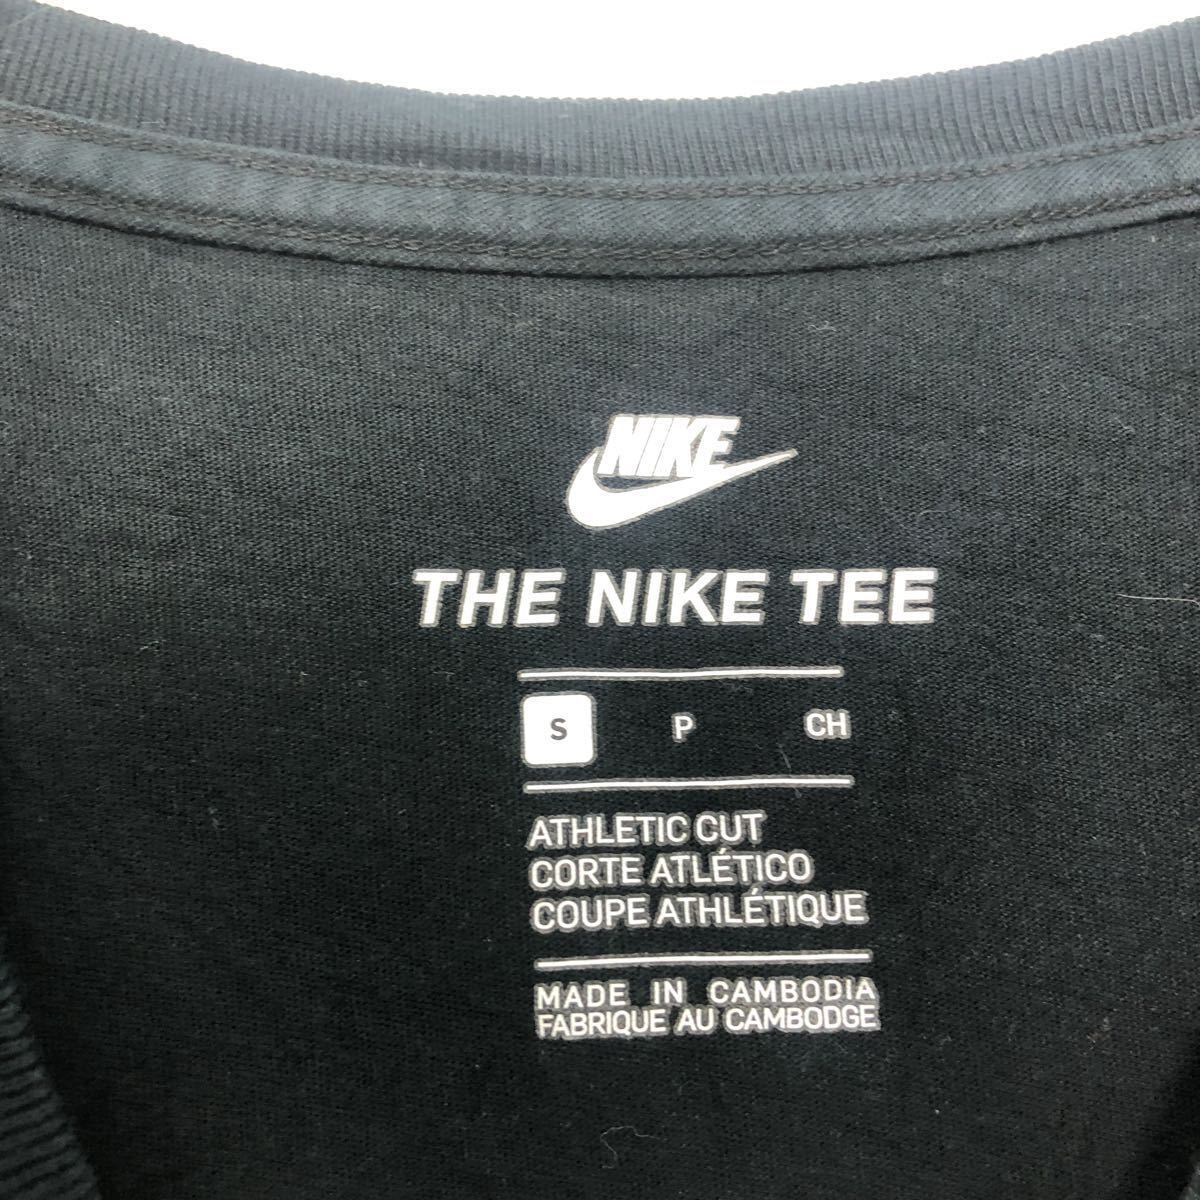 NIKE
THE NIKE TEE
S P CH
ATHLETIC CUT
CORTE ATLÉTICO
COUPE ATHLÉTIQUE
MADE IN CAMBODIA
FABRIQUE AU CAMBODGE